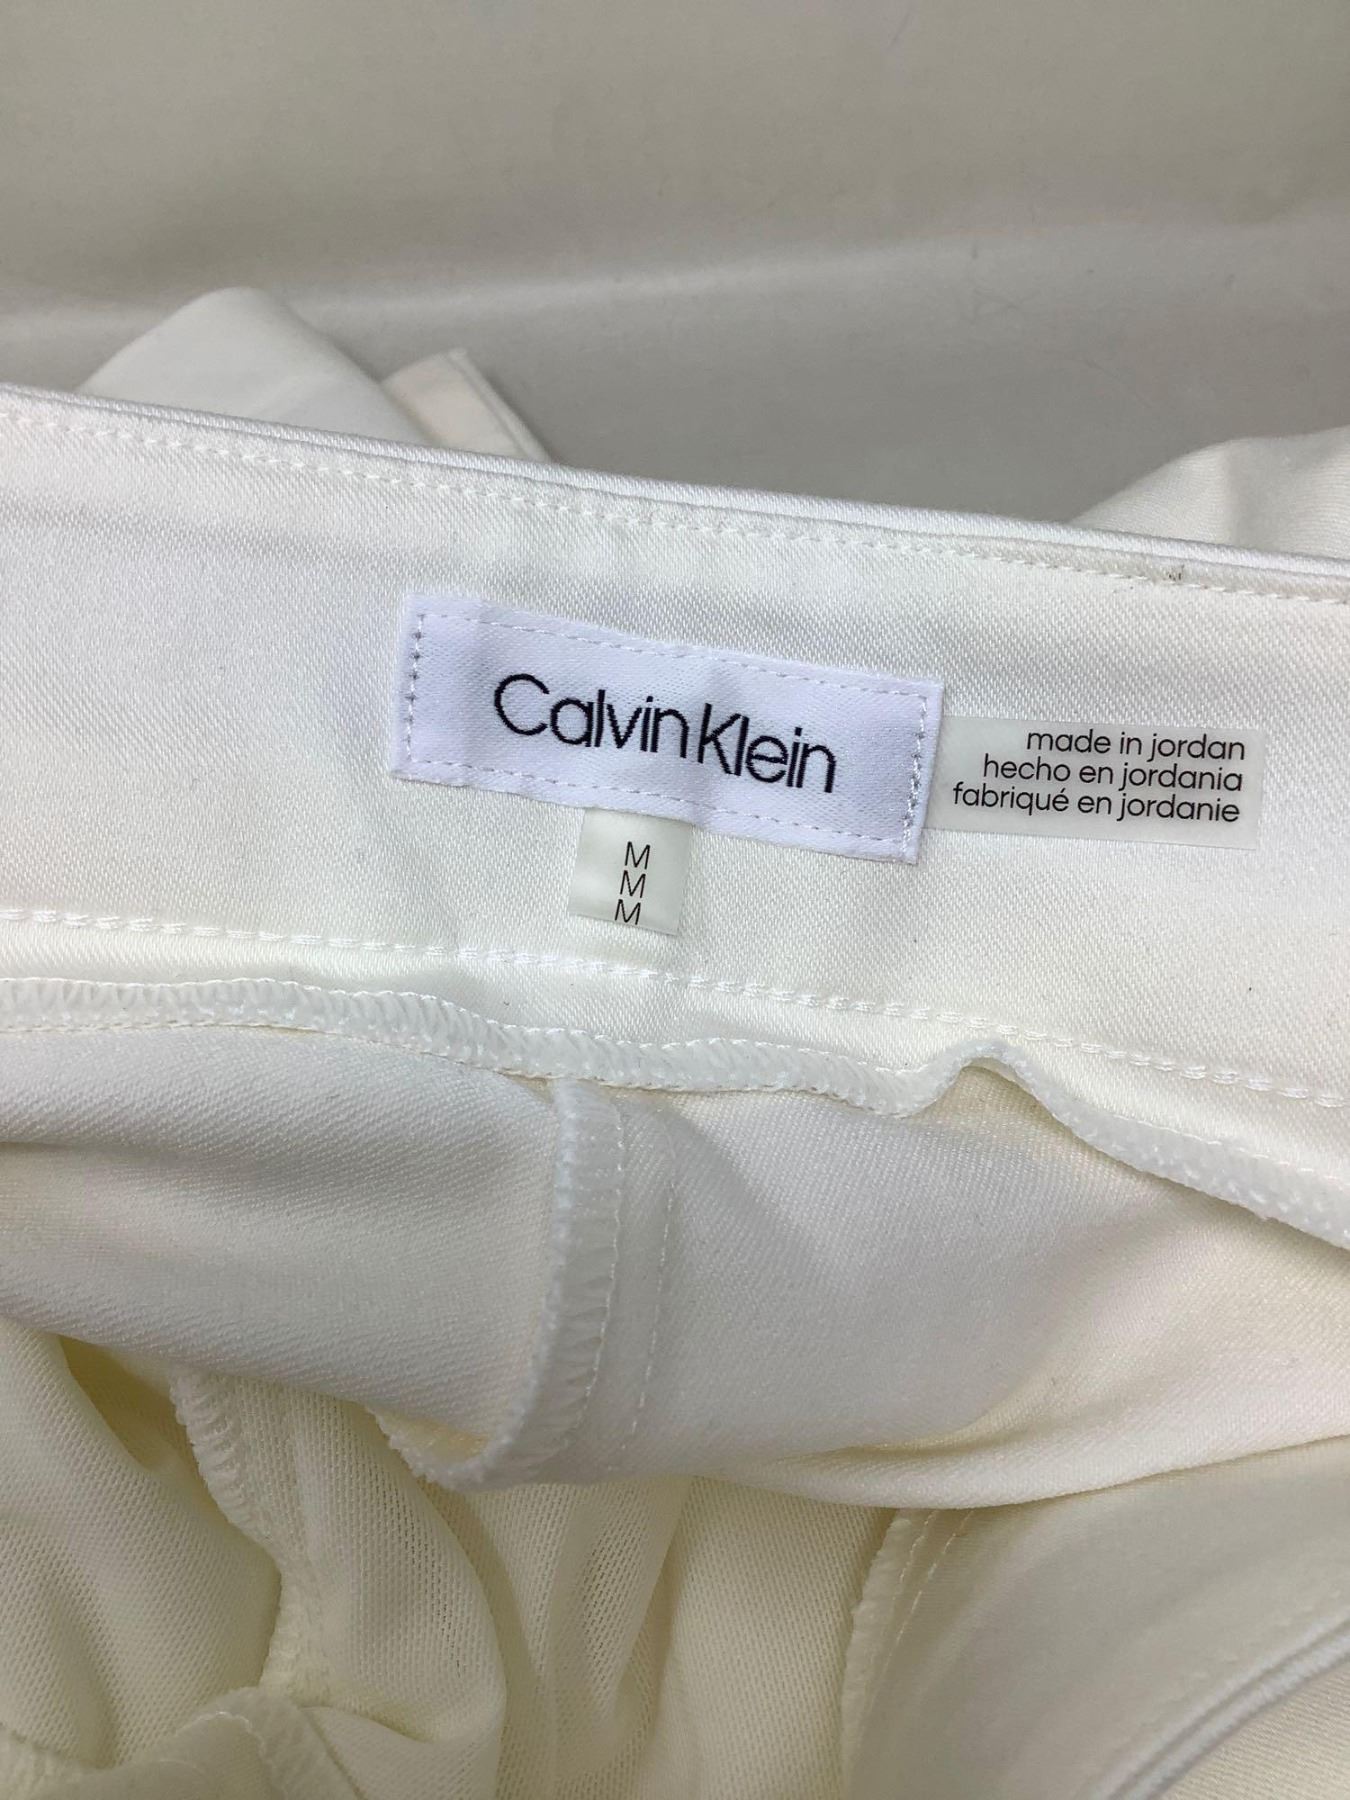 Calvin Klein
made in jordan
hecho en jordania
fabriqué en jordanie
M
M
M